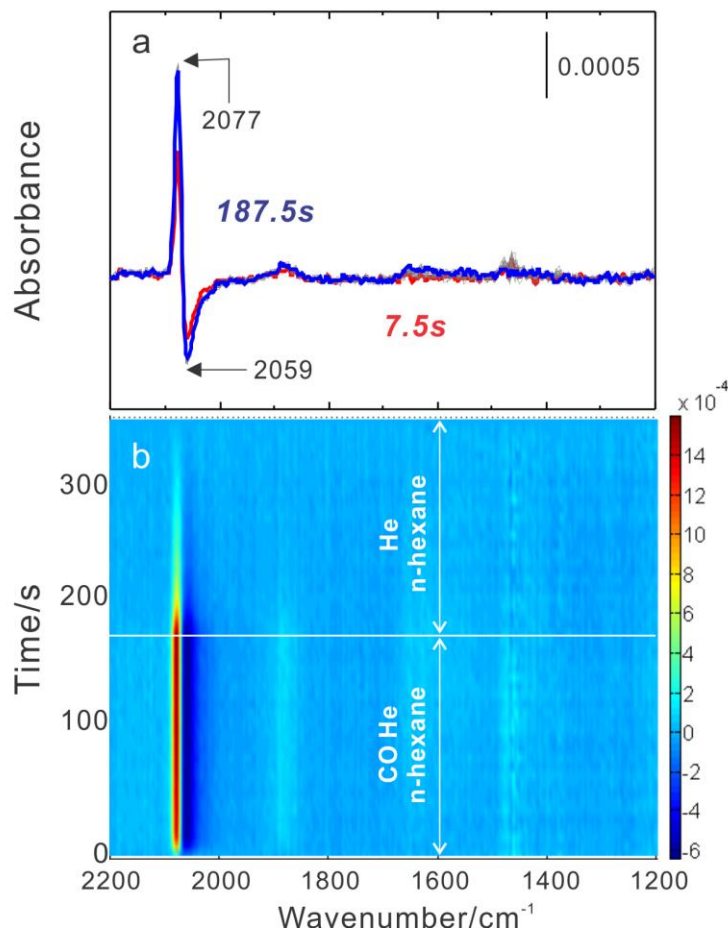 a
0.0005
2077
187.5s
7.5s
2059
Absorbance
x 10⁻⁴
b
300
200
100
0
Time/s
He
n-hexane
CO He
n-hexane
14
12
10
8
6
4
2
0
-2
-4
-6
2200 2000 1800 1600 1400 1200
Wavenumber/cm⁻¹